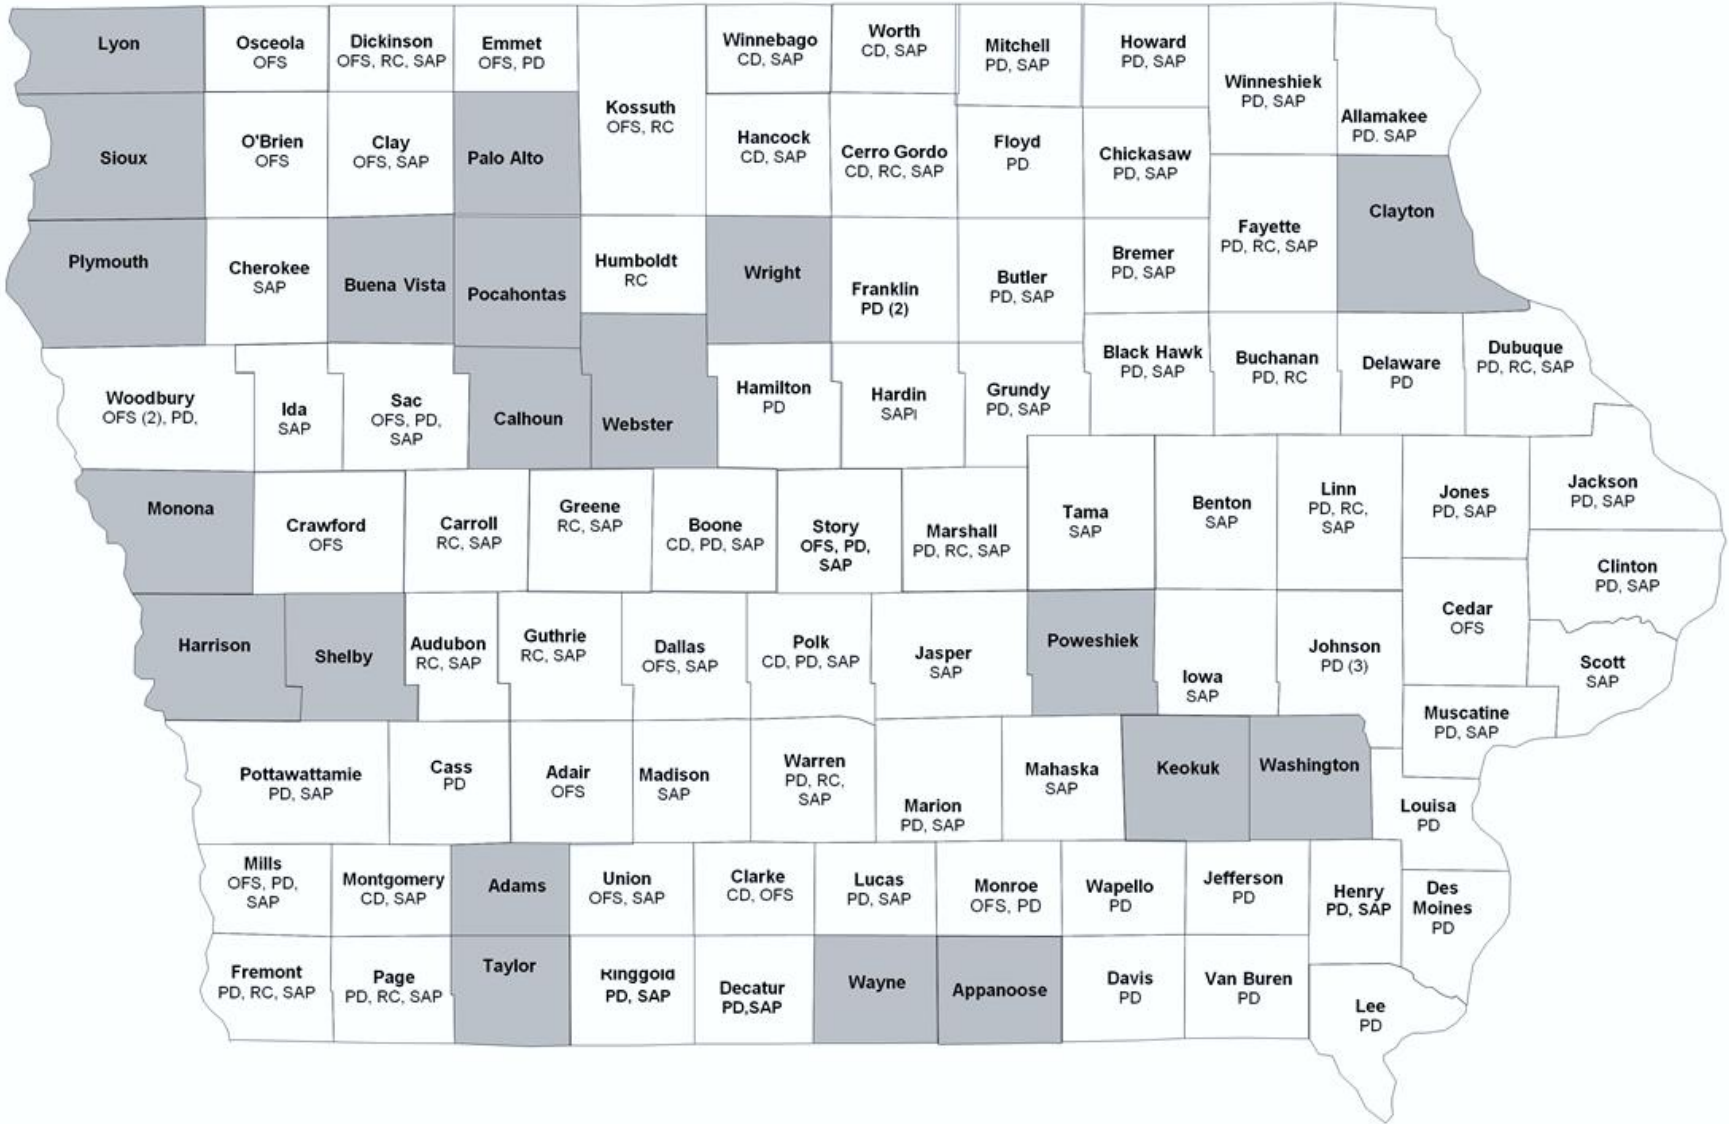 Lyon
Osceola
OFS
Dickinson
OFS, RC, SAP
Emmet
OFS, PD
Kossuth
OFS, RC
Winnebago
CD, SAP
Worth
CD, SAP
Mitchell
PD, SAP
Howard
PD, SAP
Winneshiek
PD, SAP
Allamakee
PD. SAP
Sioux
O'Brien
OFS
Clay
OFS, SAP
Palo Alto
Hancock
CD, SAP
Cerro Gordo
CD, RC, SAP
Floyd
PD
Chickasaw
PD, SAP
Clayton
Plymouth
Cherokee
SAP
Buena Vista
Pocahontas
Humboldt
RC
Wright
Franklin
PD (2)
Butler
PD, SAP
Bremer
PD, SAP
Fayette
PD, RC, SAP
Woodbury
OFS (2), PD,
Ida
SAP
Sac
OFS, PD,
SAP
Calhoun
Webster
Hamilton
PD
Hardin
SAPI
Grundy
PD, SAP
Black Hawk
PD, SAP
Buchanan
PD, RC
Delaware
PD
Dubuque
PD, RC, SAP
Monona
Crawford
OFS
Carroll
RC, SAP
Greene
RC, SAP
Boone
CD, PD, SAP
Story
OFS, PD,
SAP
Marshall
PD, RC, SAP
Tama
SAP
Benton
SAP
Linn
PD, RC,
SAP
Jones
PD, SAP
Jackson
PD, SAP
Clinton
PD, SAP
Harrison
Shelby
Audubon
RC, SAP
Guthrie
RC, SAP
Dallas
OFS, SAP
Polk
CD, PD, SAP
Jasper
SAP
Poweshiek
Iowa
SAP
Johnson
PD (3)
Cedar
OFS
Scott
SAP
Muscatine
PD, SAP
Pottawattamie
PD, SAP
Cass
PD
Adair
OFS
Madison
SAP
Warren
PD, RC,
SAP
Marion
PD, SAP
Mahaska
SAP
Keokuk
Washington
Louisa
PD
Mills
OFS, PD,
SAP
Montgomery
CD, SAP
Adams
Union
OFS, SAP
Clarke
CD, OFS
Lucas
PD, SAP
Monroe
OFS, PD
Wapello
PD
Jefferson
PD
Henry
PD, SAP
Des
Moines
PD
Fremont
PD, RC, SAP
Page
PD, RC, SAP
Taylor
Ringgold
PD, SAP
Decatur
PD,SAP
Wayne
Appanoose
Davis
PD
Van Buren
PD
Lee
PD